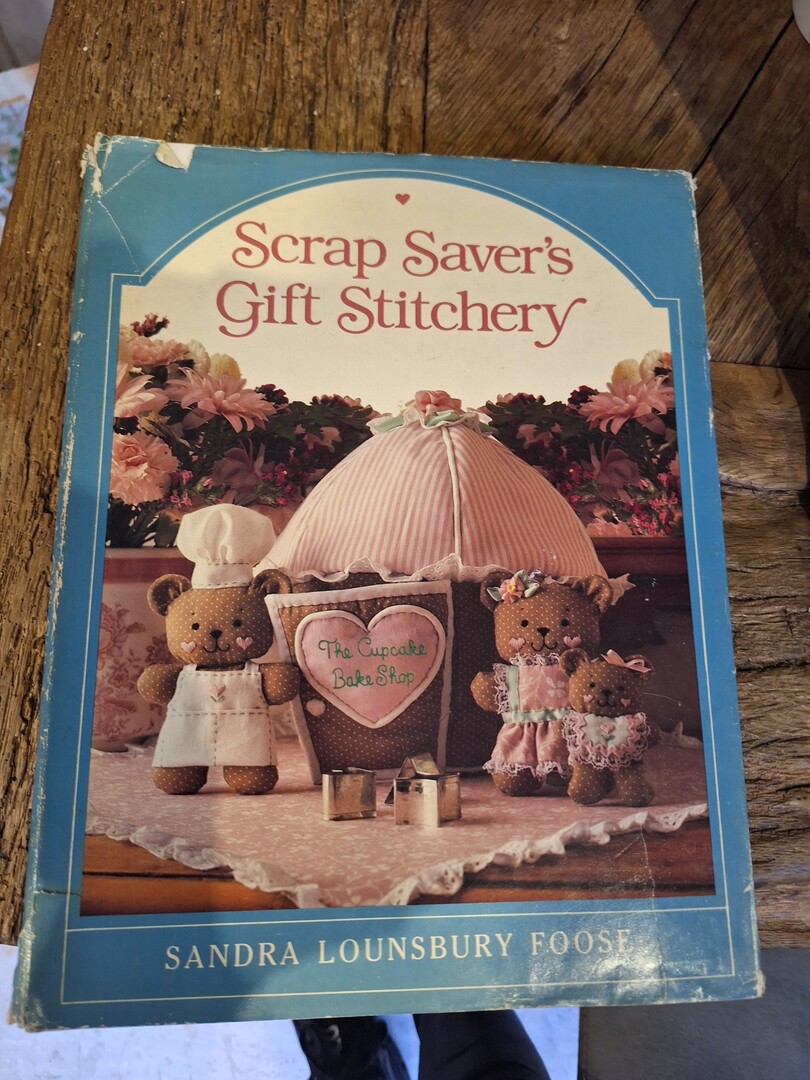 Scrap Saver's
Gift Stitchery
The Cupcake
Bake Shop
SANDRA LOUNSBURY FOOSE